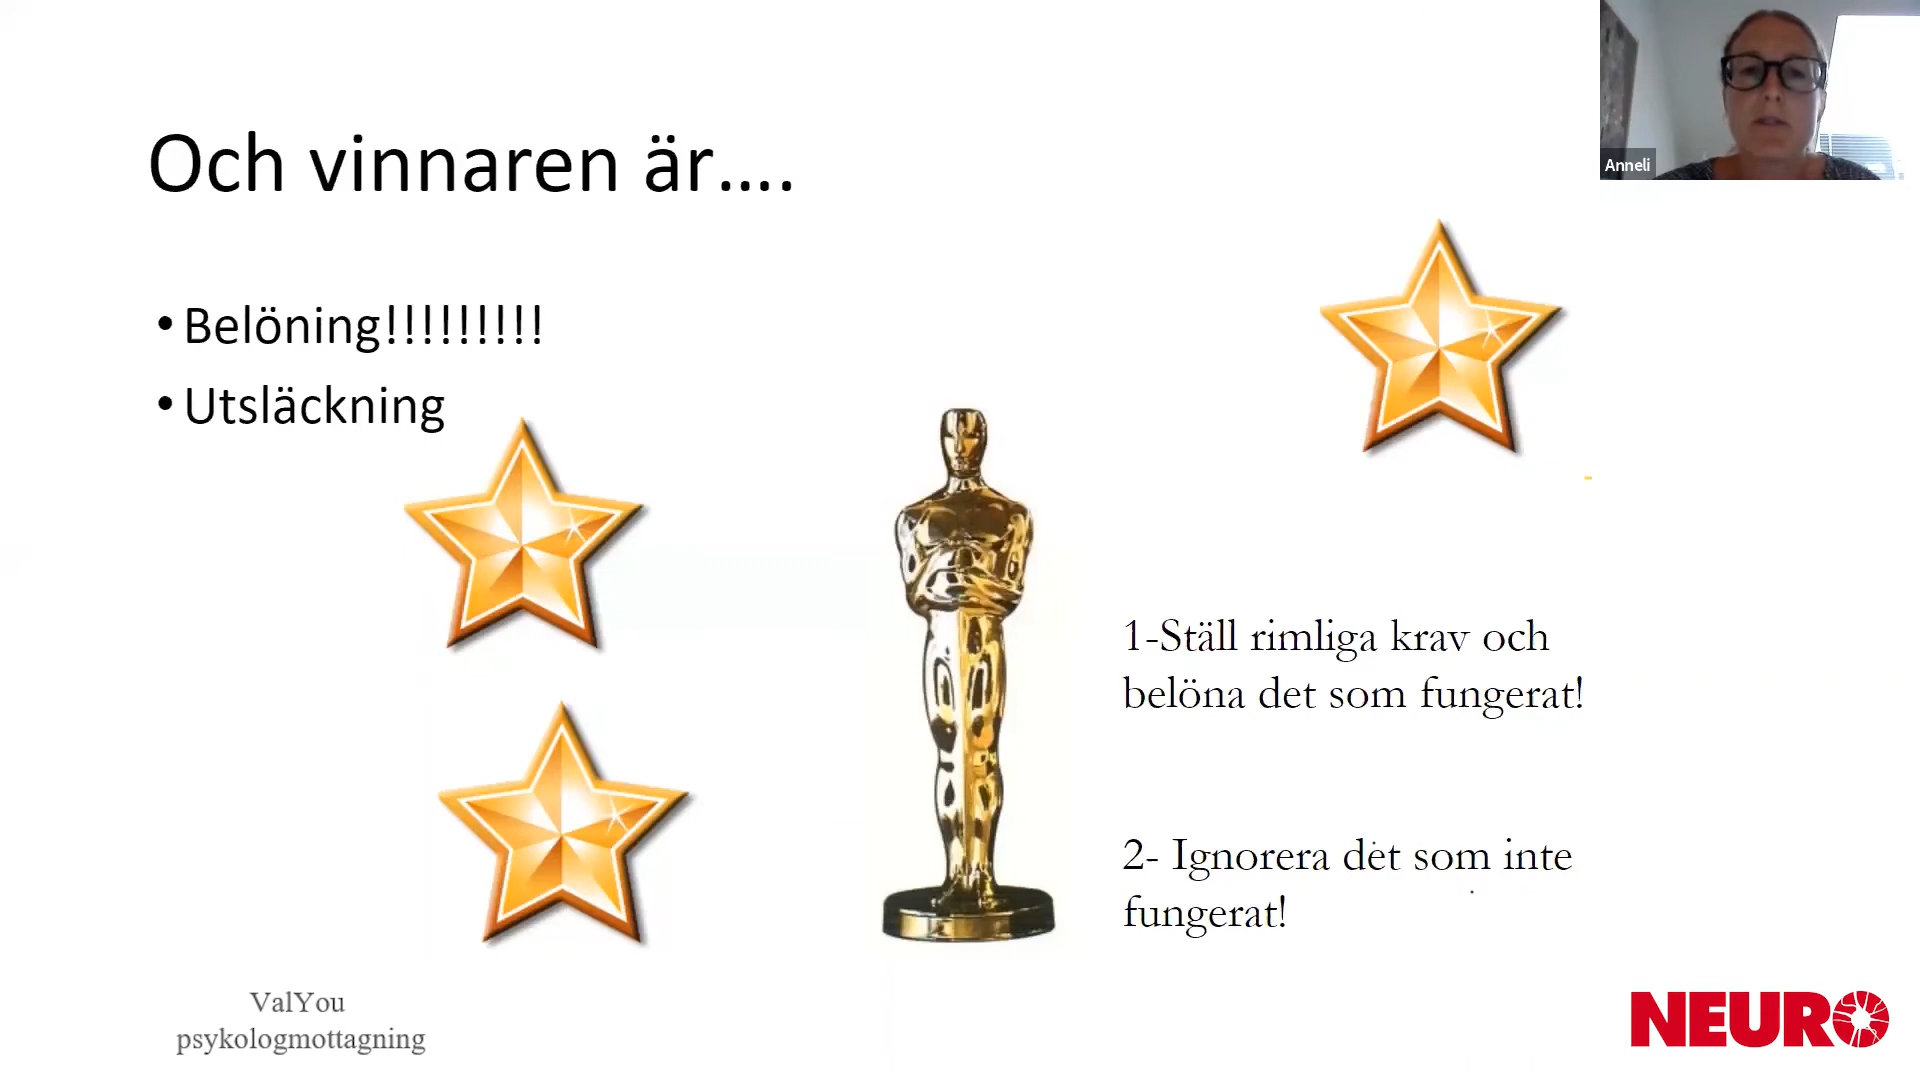 Anneli
Och vinnaren är....
• Belöning!!!!!!!!!
• Utsläckning
1-Ställ rimliga krav och
belöna det som fungerat!
2- Ignorera det som inte
fungerat!
ValYou
psykologmottagning
NEURO